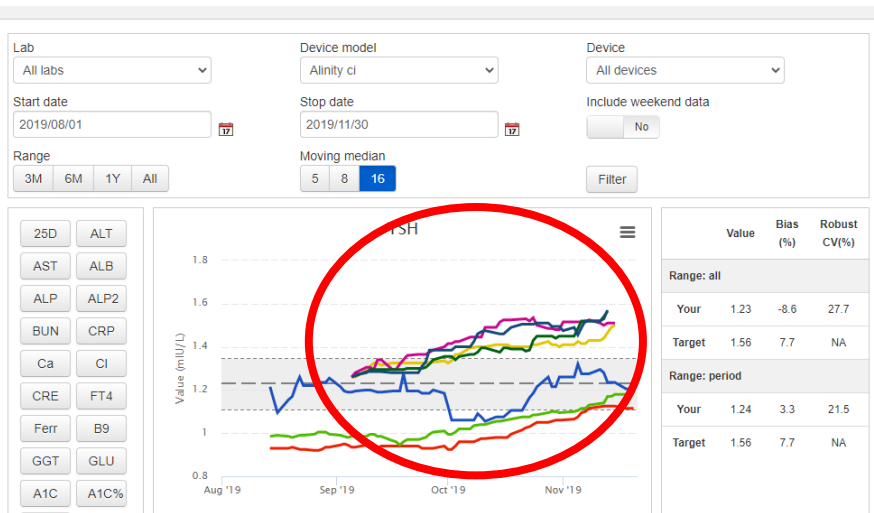 Lab Device model Device
All labs Alinity ci All devices
Start date Stop date Include weekend data
2019/08/01 17 2019/11/30 17 No
Range Moving median
3M 6M 1Y All 5 8 16 Filter
25D ALT
AST ALB
ALP ALP2
BUN CRP
Ca Cl
CRE FT4
Ferr B9
GGT GLU
A1C A1C%
TSH
Value (mIU/L)
1.8
1.6
1.4
1.2
1
0.8
Aug '19 Sep '19 Oct '19 Nov '19
Value Bias (%) Robust CV(%)
Range: all
Your 1.23 -8.6 27.7
Target 1.56 7.7 NA
Range: period
Your 1.24 3.3 21.5
Target 1.56 7.7 NA